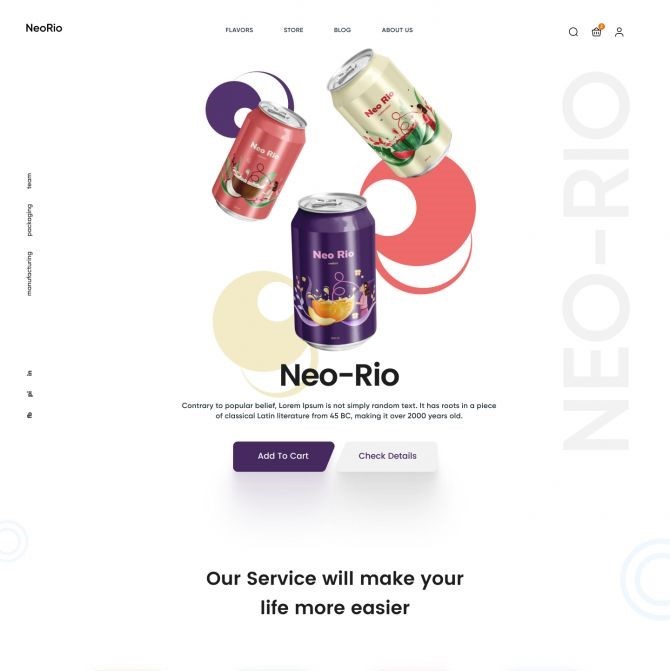 NeoRio
FLAVORS
STORE
BLOG
ABOUT US
team
packaging
manufacturing
Neo Rio
Neo Rio
Neo Rio
NEO-RIO
Neo-Rio
Contrary to popular belief, Lorem Ipsum is not simply random text. It has roots in a piece
of classical Latin literature from 45 BC, making it over 2000 years old.
Add To Cart
Check Details
Our Service will make your
life more easier